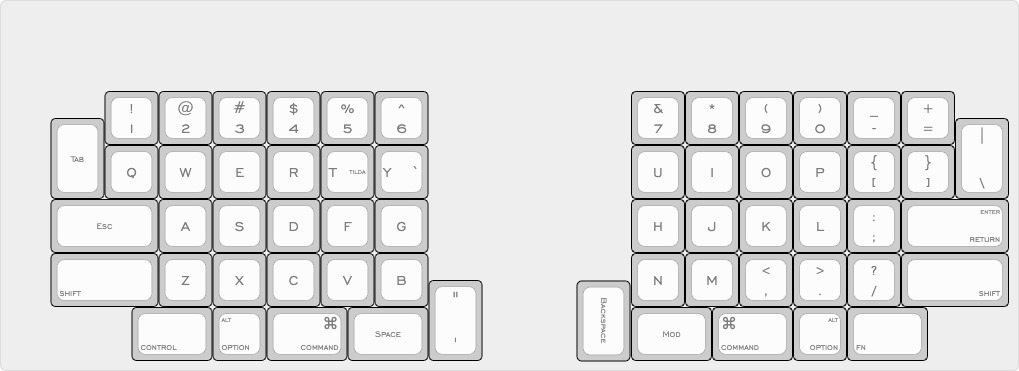 ! @ # $ % ^ & * ( ) _ +
1 2 3 4 5 6 7 8 9 0 - =
TAB Q W E R T TILDA Y ` U I O P { [ } ] | \
ESC A S D F G H J K L : ; ENTER RETURN
SHIFT Z X C V B " ' BACKSPACE N M < , > . ? / SHIFT
CONTROL ALT OPTION ⌘ COMMAND SPACE MOD ⌘ COMMAND ALT OPTION FN